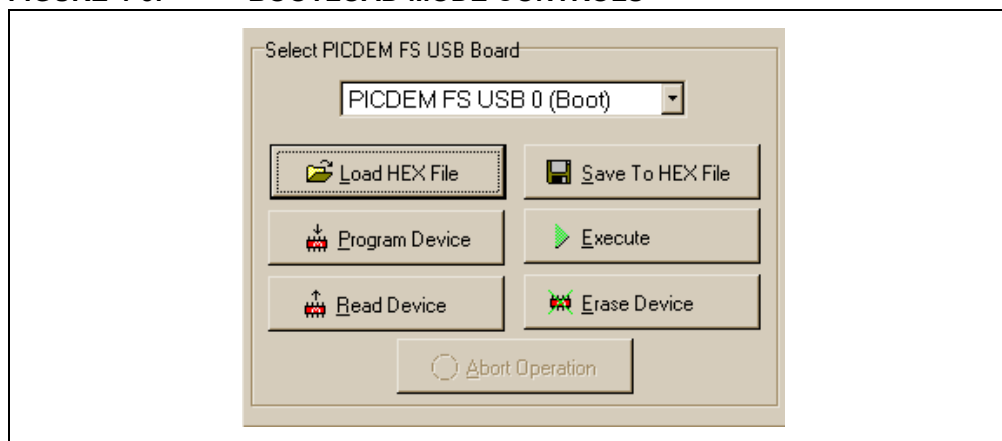 Select PICDEM FS USB Board
PICDEM FS USB 0 (Boot)
Load HEX File
Save To HEX File
Program Device
Execute
Read Device
Erase Device
Abort Operation